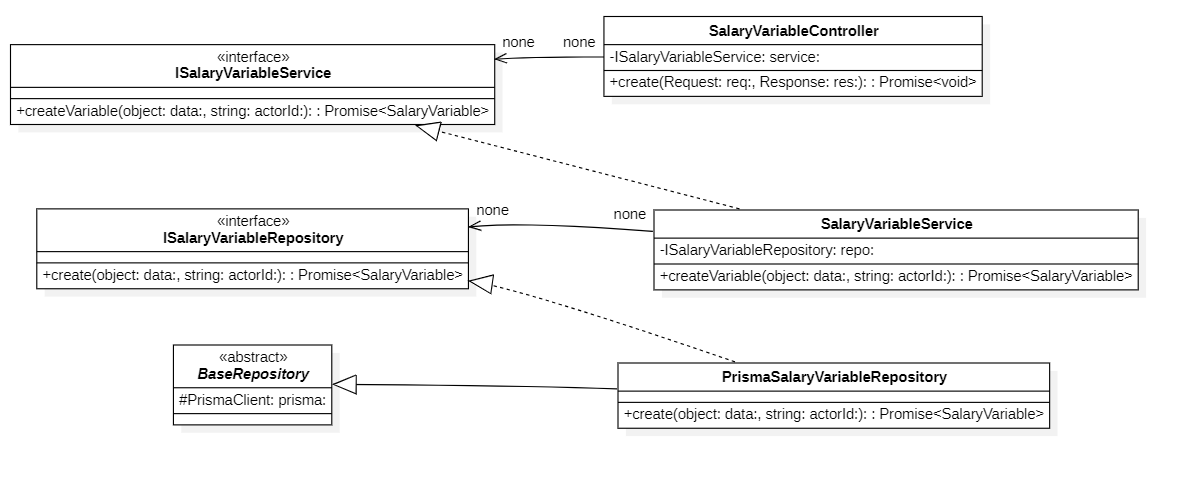 SalaryVariableController
-ISalaryVariableService: service:
+create(Request: req:, Response: res:): : Promise<void>
none
none
«interface»
ISalaryVariableService
+createVariable(object: data:, string: actorId:): : Promise<SalaryVariable>
«interface»
ISalaryVariableRepository
+create(object: data:, string: actorId:): : Promise<SalaryVariable>
none
none
SalaryVariableService
-ISalaryVariableRepository: repo:
+createVariable(object: data:, string: actorId:): : Promise<SalaryVariable>
«abstract»
BaseRepository
#PrismaClient: prisma:
PrismaSalaryVariableRepository
+create(object: data:, string: actorId:): : Promise<SalaryVariable>